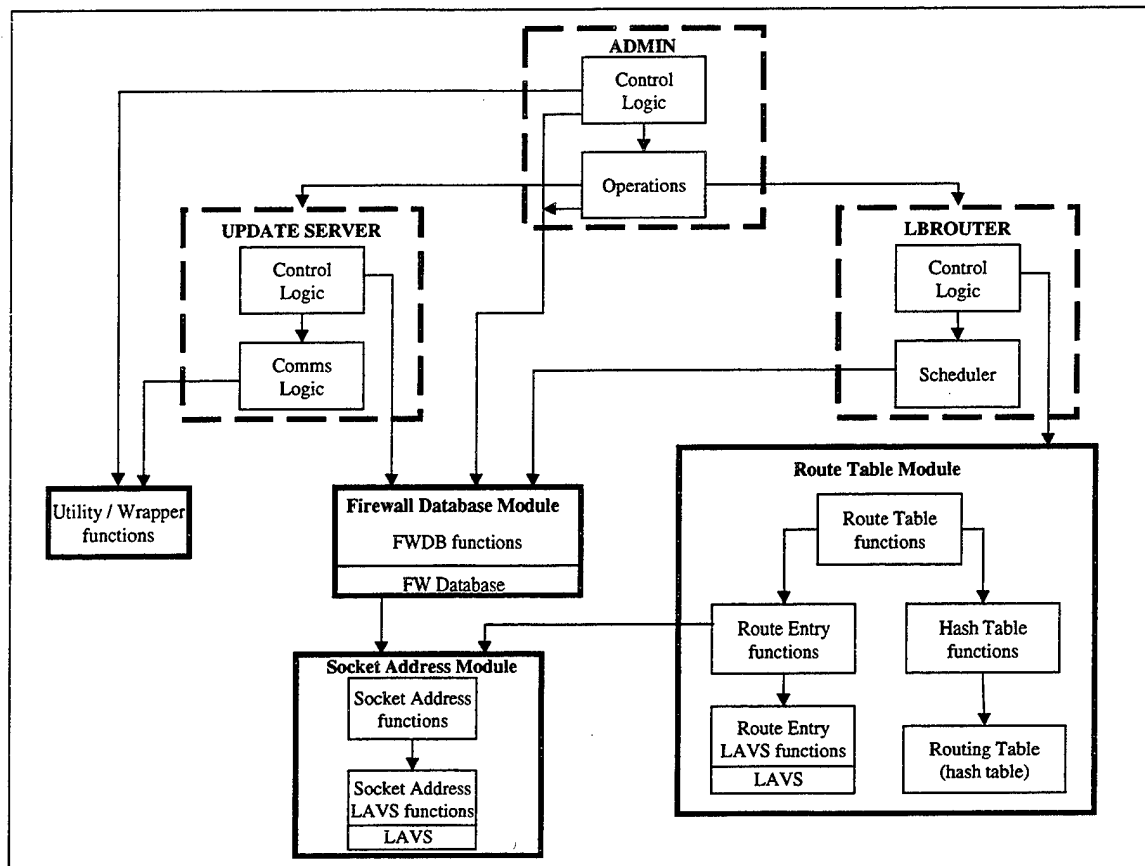 ADMIN
Control
Logic
Operations
UPDATE SERVER
Control
Logic
Comms
Logic
LBROUTER
Control
Logic
Scheduler
Utility / Wrapper
functions
Firewall Database Module
FWDB functions
FW Database
Route Table Module
Route Table
functions
Route Entry
functions
Hash Table
functions
Route Entry
LAVS functions
LAVS
Routing Table
(hash table)
Socket Address Module
Socket Address
functions
Socket Address
LAVS functions
LAVS